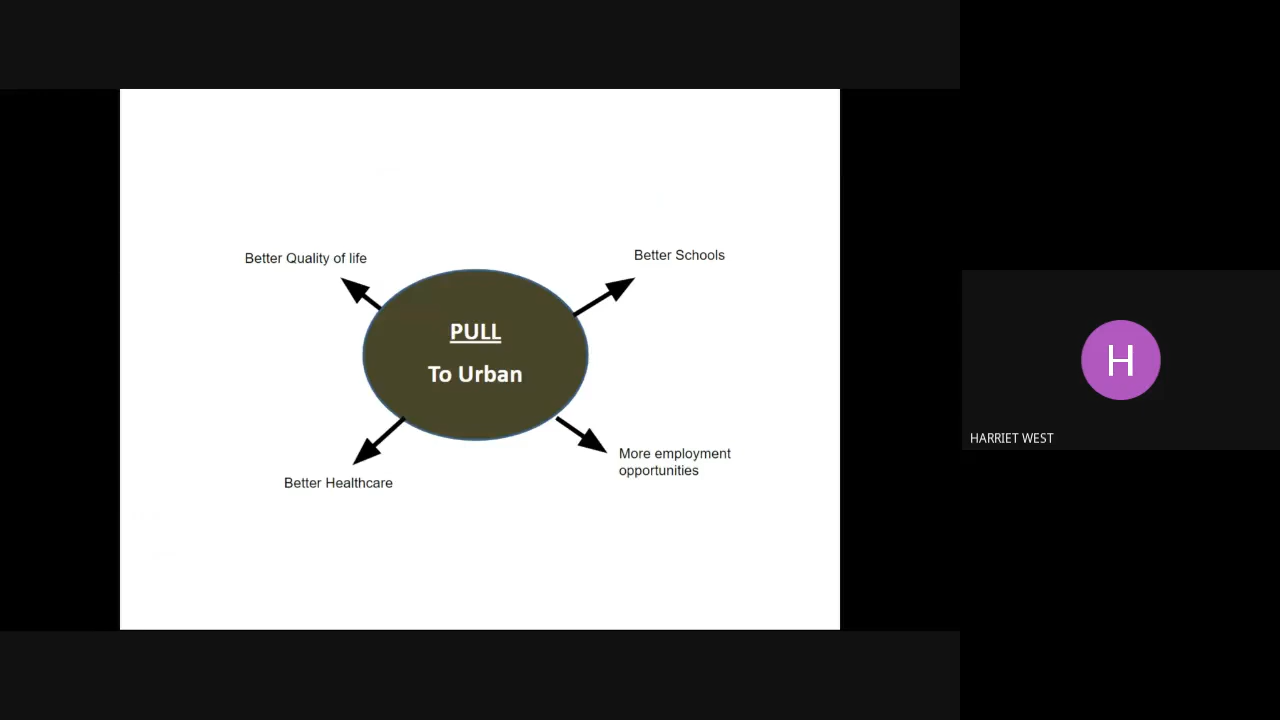 Better Quality of life
Better Schools
PULL
To Urban
More employment
opportunities
Better Healthcare
H
HARRIET WEST